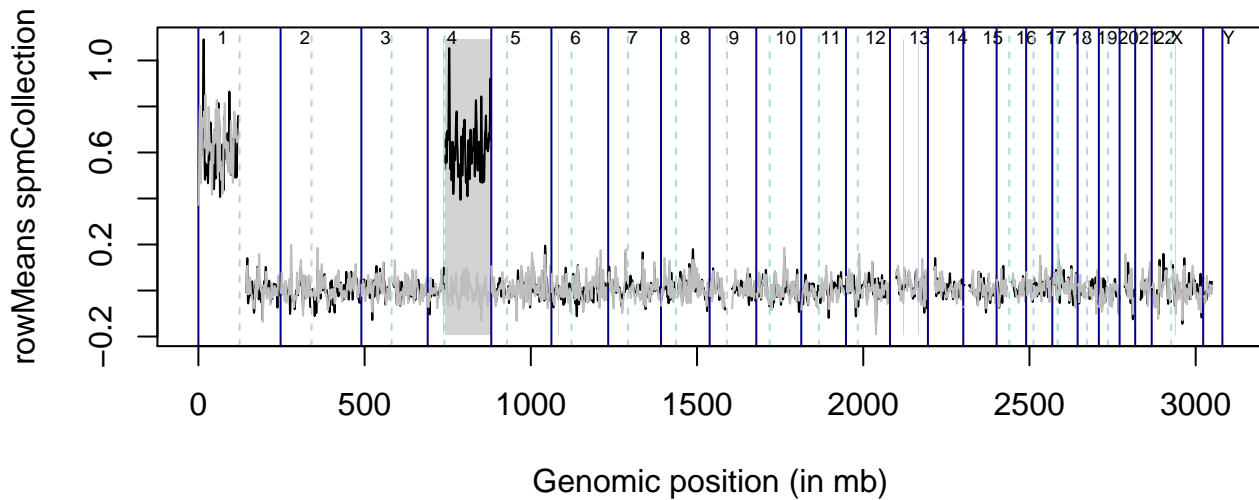 1 2 3 4 5 6 7 8 9 10 11 12 13 14 15 16 17 18 19 20 21 22 X Y
rowMeans spmCollection
1.0
0.6
0.2
−0.2
0 500 1000 1500 2000 2500 3000
Genomic position (in mb)